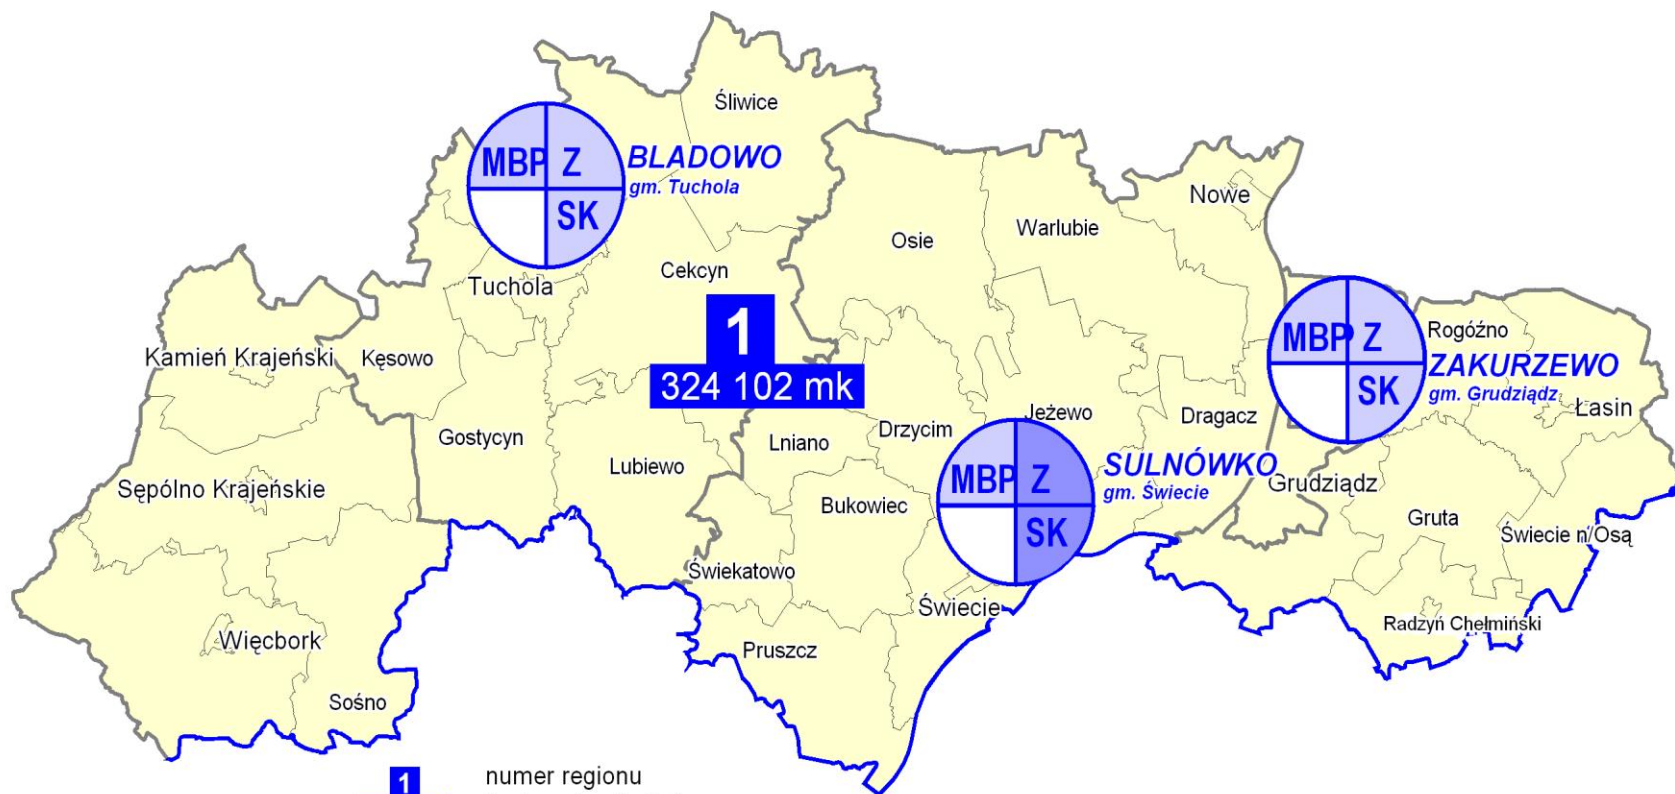 Śliwice
MBP Z
SK
BLADOWO
gm. Tuchola
Nowe
Warlubie
Osie
Cekcyn
Tuchola
1
324 102 mk
MBP Z
SK
Rogóźno
ZAKURZEWO
gm. Grudziądz
Łasin
Kamień Krajeński
Kęsowo
Jeżewo
Dragacz
Drzycim
Lniano
Gostycyn
Lubiewo
MBP Z
SK
SULNÓWKO
gm. Świecie
Grudziądz
Sępólno Krajeńskie
Bukowiec
Gruta
Świecie n/Osą
Świekatowo
Świecie
Radzyń Chełmiński
Więcbork
Pruszcz
Sośno
1 numer regionu